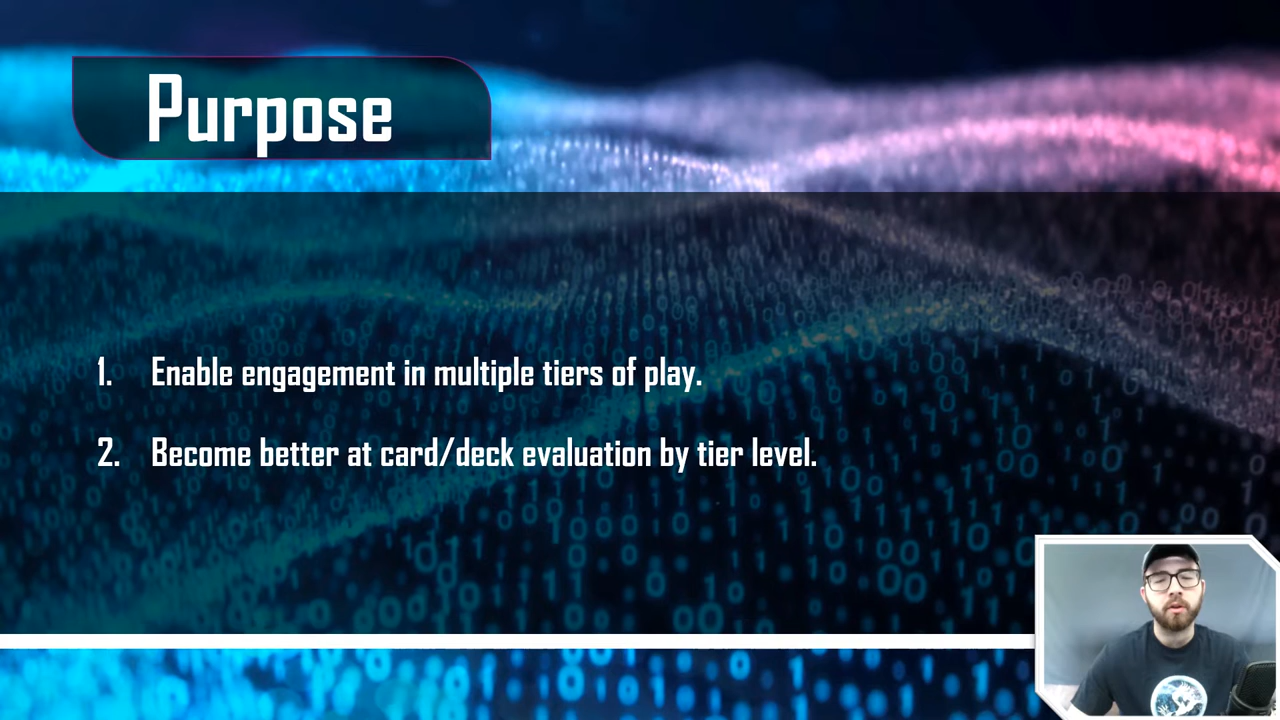 Purpose
1. Enable engagement in multiple tiers of play.
2. Become better at card/deck evaluation by tier level.